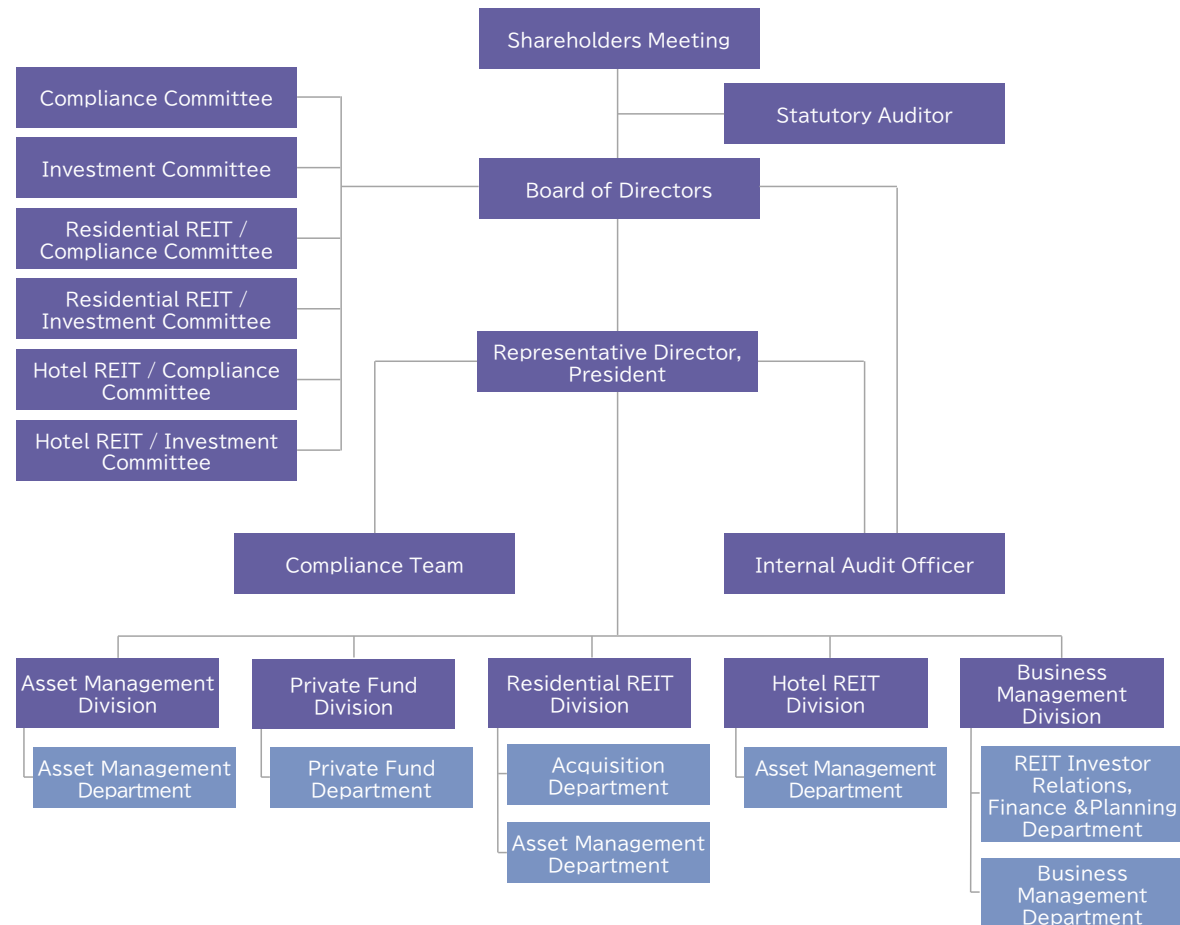 Shareholders Meeting
Compliance Committee
Statutory Auditor
Investment Committee
Board of Directors
Residential REIT /
Compliance Committee
Residential REIT /
Investment Committee
Representative Director,
President
Hotel REIT / Compliance
Committee
Hotel REIT / Investment
Committee
Compliance Team
Internal Audit Officer
Asset Management
Division
Private Fund
Division
Residential REIT
Division
Hotel REIT
Division
Business
Management
Division
Asset Management
Department
Private Fund
Department
Acquisition
Department
Asset Management
Department
Asset Management
Department
REIT Investor
Relations,
Finance &Planning
Department
Business
Management
Department